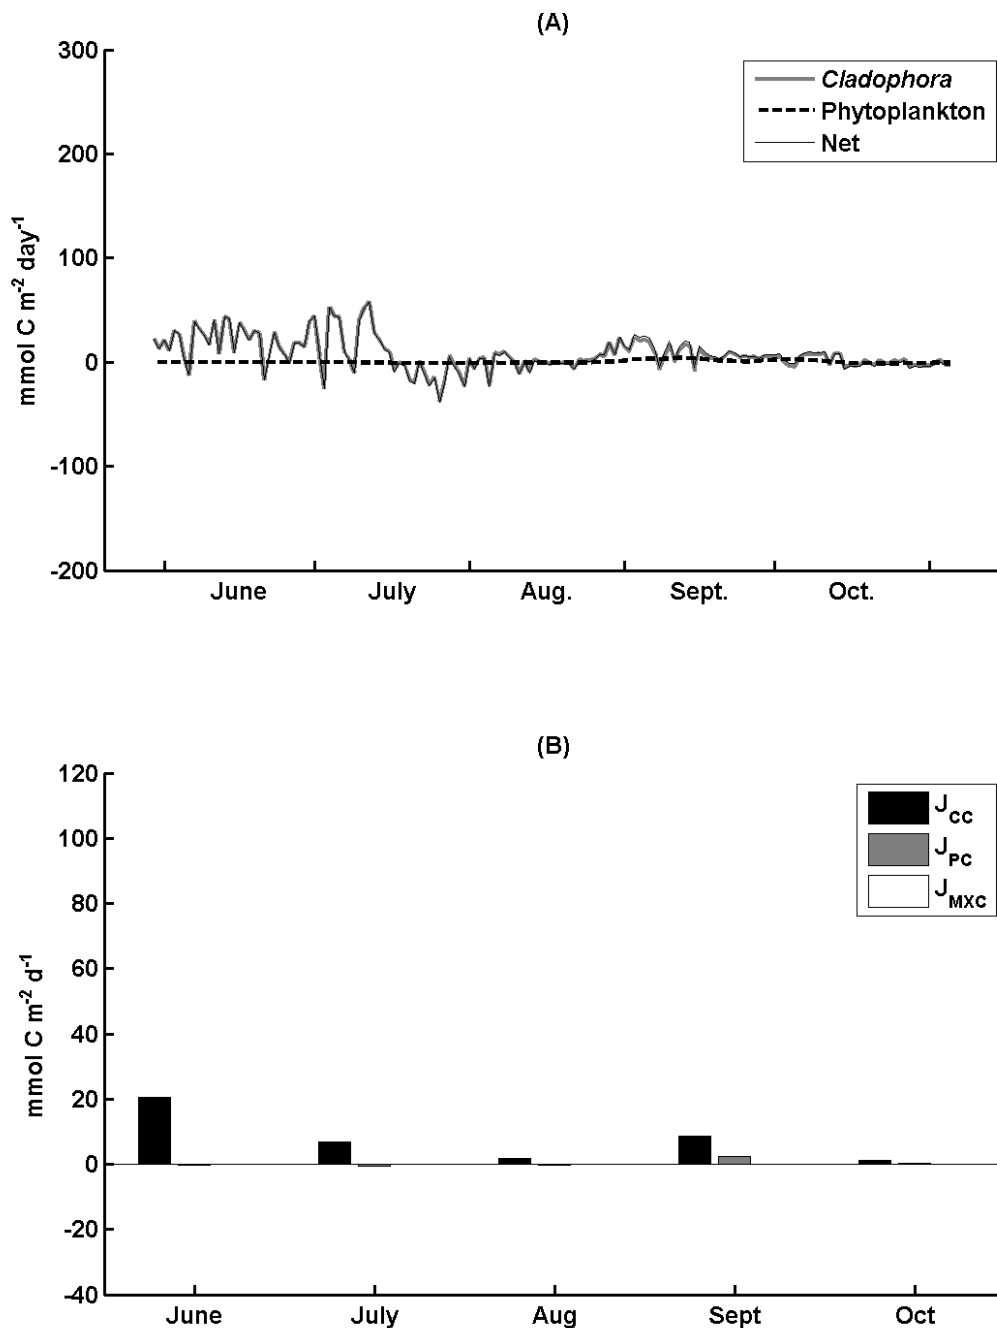 (A)
300
200
100
0
-100
-200
mmol C m-2 day-1
Cladophora
Phytoplankton
Net
June July Aug. Sept. Oct.
(B)
120
100
80
60
40
20
0
-20
-40
mmol C m-2 d-1
JCC
JPC
JMXC
June July Aug Sept Oct